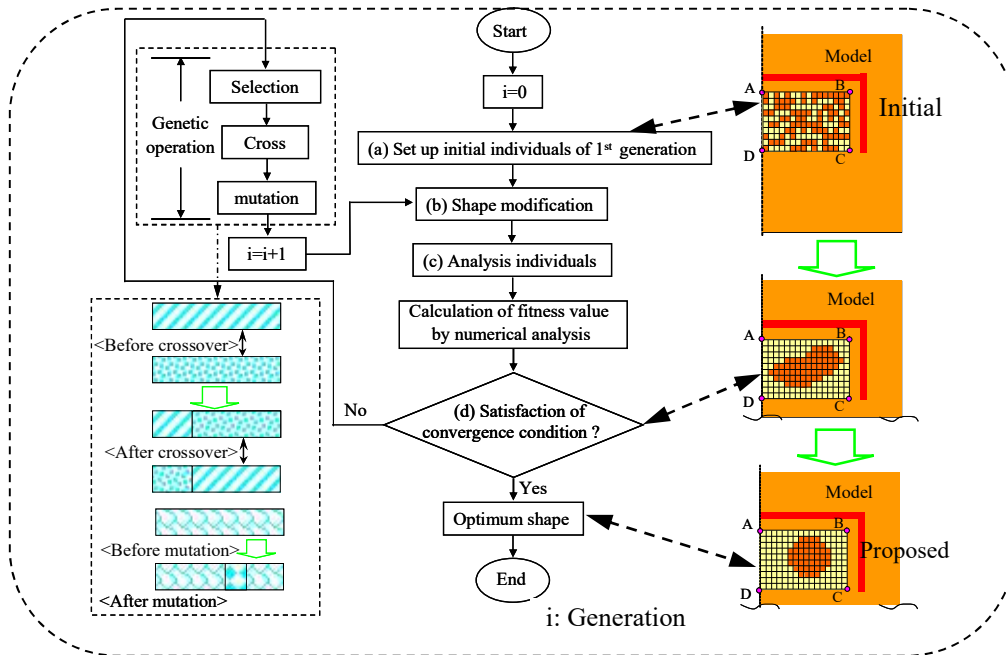 Start
i=0
(a) Set up initial individuals of 1st generation
(b) Shape modification
(c) Analysis individuals
Calculation of fitness value
by numerical analysis
(d) Satisfaction of
convergence condition ?
No
Yes
Optimum shape
End
i: Generation
Genetic
operation
Selection
Cross
mutation
i=i+1
<Before crossover>
<After crossover>
<Before mutation>
<After mutation>
Model
A
B
Initial
D
C
Model
A
B
D
C
Model
A
B
Proposed
D
C